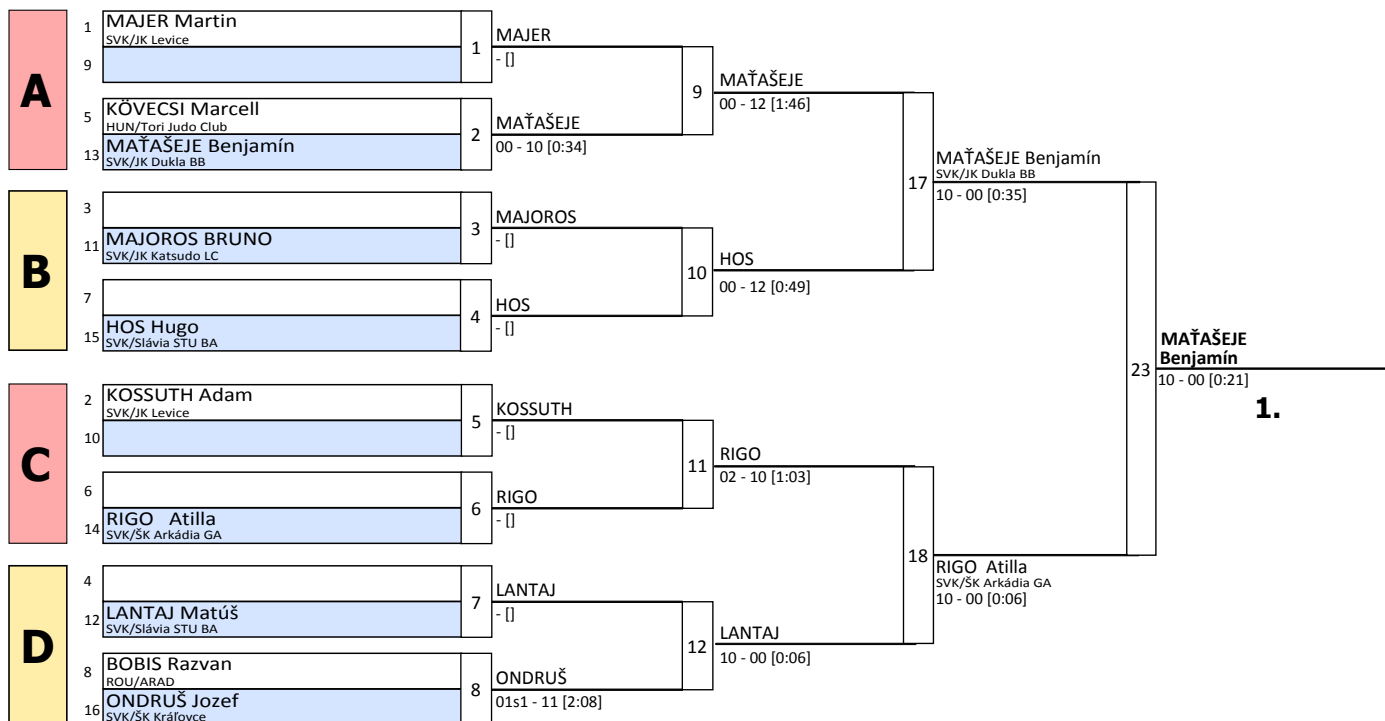 A
1
MAJER Martin
SVK/JK Levice
9
1
MAJER
- []
5
KÖVECSI Marcell
HUN/Tori Judo Club
13
MAŤAŠEJE Benjamín
SVK/JK Dukla BB
2
MAŤAŠEJE
00 - 10 [0:34]
9
MAŤAŠEJE
00 - 12 [1:46]
B
3
11
MAJOROS BRUNO
SVK/JK Katsudo LC
3
MAJOROS
- []
7
15
HOS Hugo
SVK/Slávia STU BA
4
HOS
- []
10
HOS
00 - 12 [0:49]
17
MAŤAŠEJE Benjamín
SVK/JK Dukla BB
10 - 00 [0:35]
C
2
KOSSUTH Adam
SVK/JK Levice
10
5
KOSSUTH
- []
6
14
RIGO Atilla
SVK/ŠK Arkádia GA
6
RIGO
- []
11
RIGO
02 - 10 [1:03]
D
4
12
LANTAJ Matúš
SVK/Slávia STU BA
7
LANTAJ
- []
8
BOBIS Razvan
ROU/ARAD
16
ONDRUŠ Jozef
SVK/ŠK Kráľovce
8
ONDRUŠ
01s1 - 11 [2:08]
12
LANTAJ
10 - 00 [0:06]
18
RIGO Atilla
SVK/ŠK Arkádia GA
10 - 00 [0:06]
23
MAŤAŠEJE
Benjamín
10 - 00 [0:21]
1.